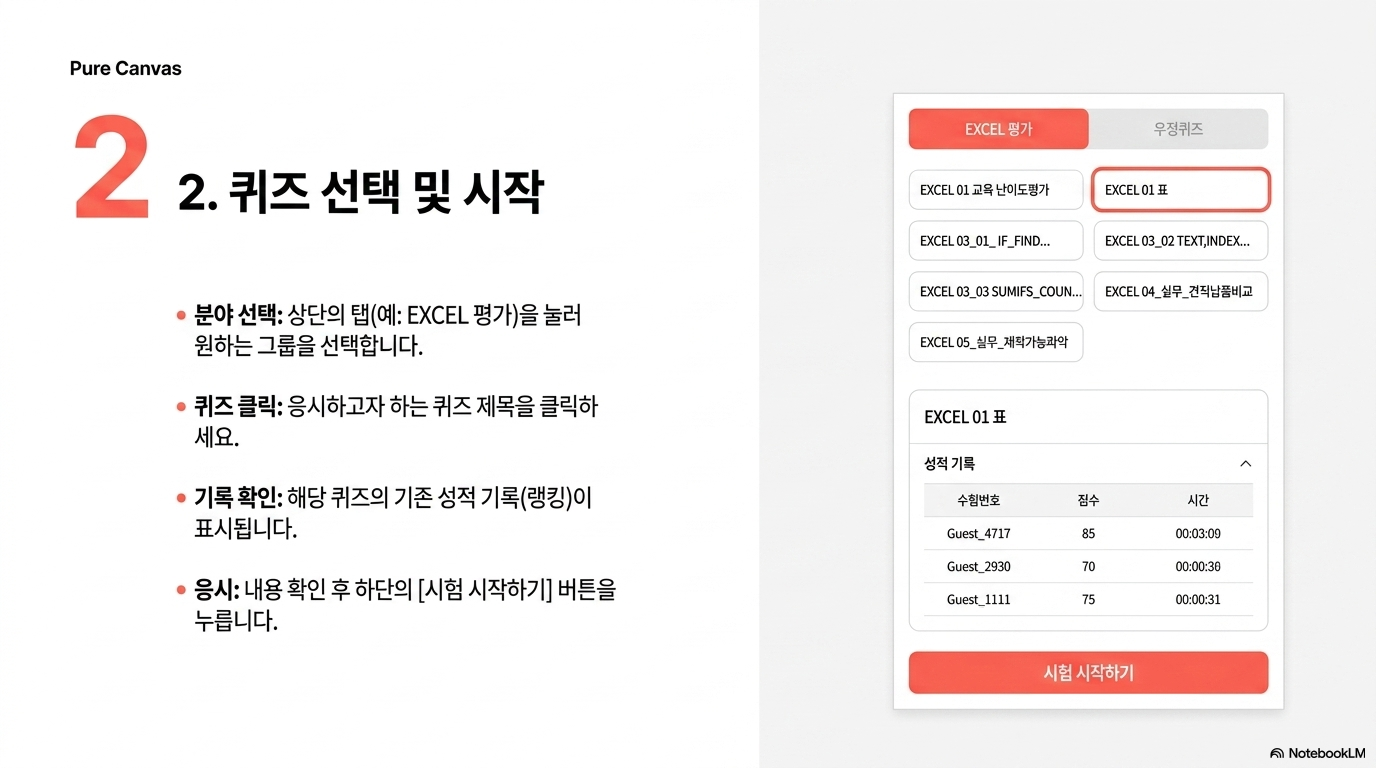 Pure Canvas
2
2. 퀴즈 선택 및 시작
• 분야 선택: 상단의 탭(예: EXCEL 평가)을 눌러
원하는 그룹을 선택합니다.
• 퀴즈 클릭: 응시하고자 하는 퀴즈 제목을 클릭하
세요.
• 기록 확인: 해당 퀴즈의 기존 성적 기록(랭킹)이
표시됩니다.
• 응시: 내용 확인 후 하단의 [시험 시작하기] 버튼을
누릅니다.
EXCEL 평가 우정퀴즈
EXCEL 01 교육 난이도평가 EXCEL 01 표
EXCEL 03_01_ IF_FIND... EXCEL 03_02 TEXT,INDEX...
EXCEL 03_03 SUMIFS_COUN... EXCEL 04_실무_견직납품비교
EXCEL 05_실무_재착가능과악
EXCEL 01 표
성적 기록
수험번호 점수 시간
Guest_4717 85 00:03:09
Guest_2930 70 00:00:30
Guest_1111 75 00:00:31
시험 시작하기
NotebookLM